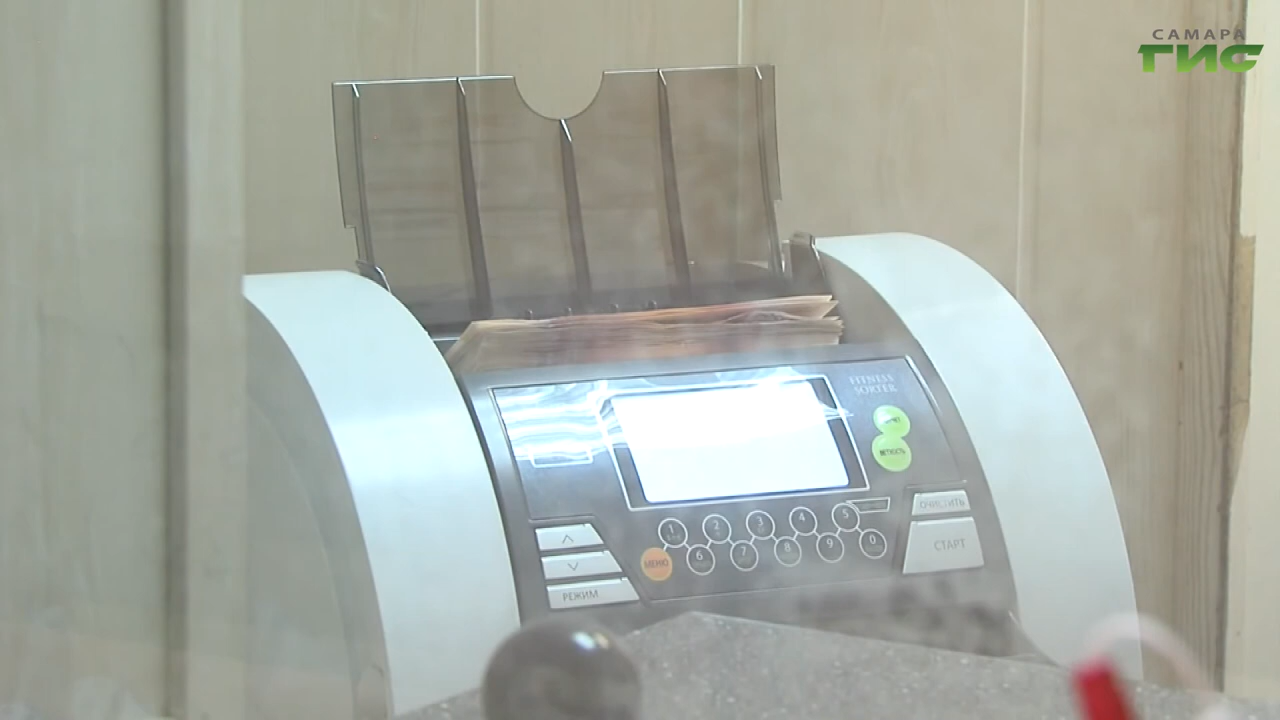 САМАРА
ГИС
FITNESS
SORTER
ОЧИСТИТЬ
СТАРТ
1 2 3 4 5
МЕНЮ 6 7 8 9 0
РЕЖИМ